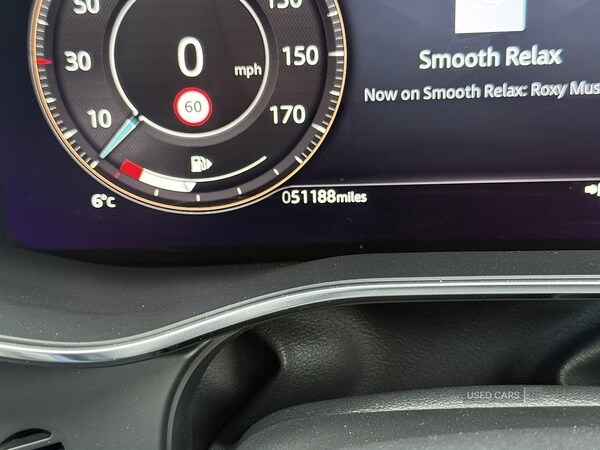 50
130
0
Smooth Relax
30
mph
150
Now on Smooth Relax: Roxy Mus
60
10
170
6°c
051188miles
USED CARS